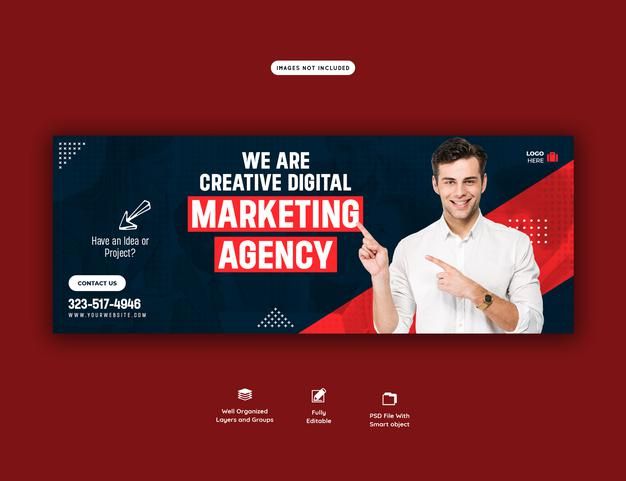 IMAGES NOT INCLUDED
WE ARE
CREATIVE DIGITAL
MARKETING
AGENCY
LOGO
HERE
Have an Idea or
Project?
CONTACT US
323-517-4946
WWW.YOURWEBSITE.COM
Well Organized
Layers and Groups
Fully
Editable
PSD File With
Smart object